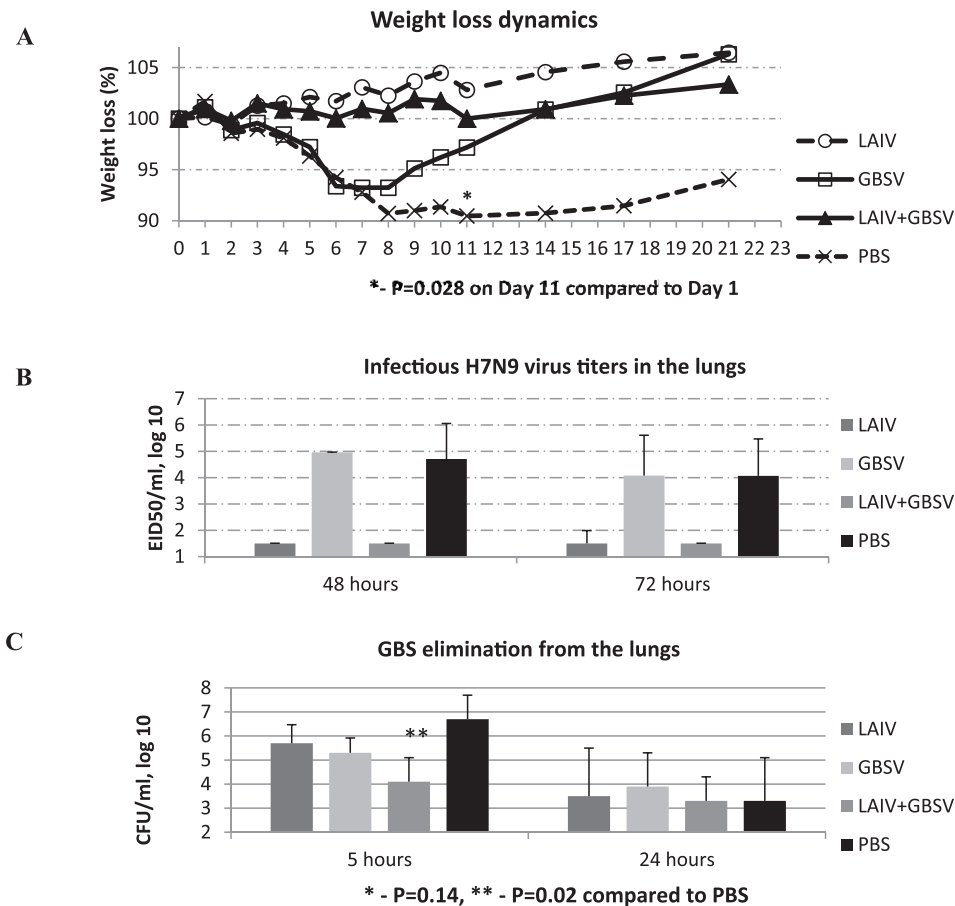 A
Weight loss dynamics
Weight loss (%)
105
100
95
90
*
0 1 2 3 4 5 6 7 8 9 10 11 12 13 14 15 16 17 18 19 20 21 22 23
LAIV
GBSV
LAIV+GBSV
PBS
*- P=0.028 on Day 11 compared to Day 1
B
Infectious H7N9 virus titers in the lungs
EID50/ml, log 10
7
6
5
4
3
2
1
48 hours 72 hours
LAIV
GBSV
LAIV+GBSV
PBS
C
GBS elimination from the lungs
CFU/ml, log 10
8
7
6
5
4
3
2
**
5 hours 24 hours
LAIV
GBSV
LAIV+GBSV
PBS
* - P=0.14, ** - P=0.02 compared to PBS